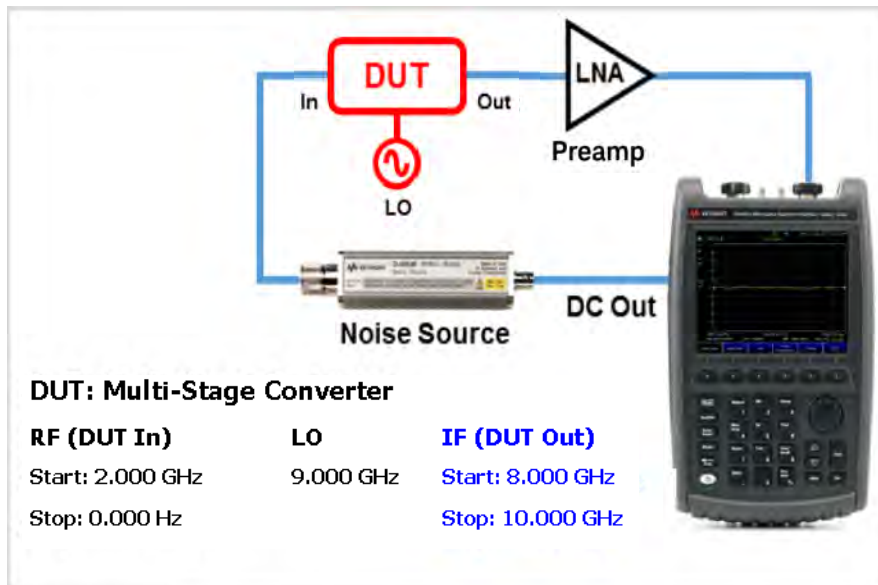 DUT
In
Out
LNA
Preamp
LO
KEYSIGHT
DC Out
Noise Source
DUT: Multi-Stage Converter
RF (DUT In) LO IF (DUT Out)
Start: 2.000 GHz 9.000 GHz Start: 8.000 GHz
Stop: 0.000 Hz Stop: 10.000 GHz